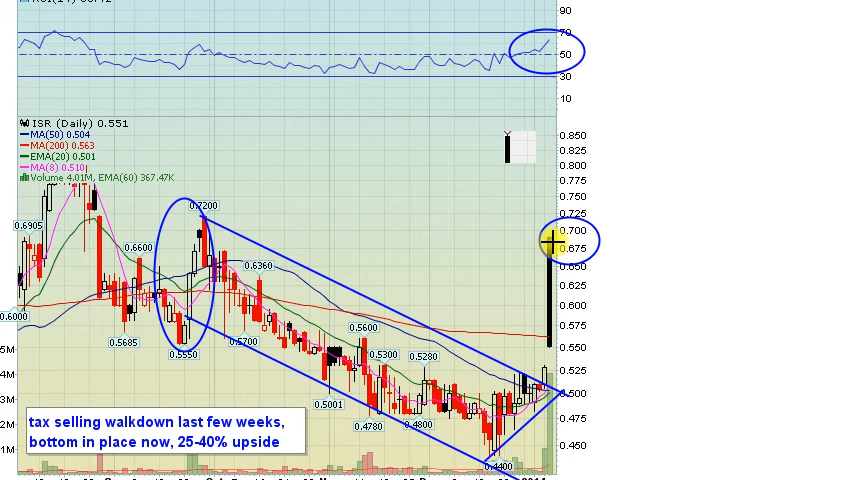 90
70
50
30
10
ISR (Daily) 0.551
MA(50) 0.504
MA(200) 0.563
EMA(20) 0.501
MA(8) 0.510
Volume 4.01M, EMA(60) 367.47K
0.850
0.825
0.800
0.775
0.750
0.725
0.700
0.675
0.650
0.625
0.600
0.575
0.550
0.525
0.500
0.475
0.450
0.7200
0.6905
0.6600
0.6360
0.6000
0.5685
0.5550
0.5700
0.5600
0.5300
0.5280
0.5001
0.4780
0.4800
0.4400
5M
4M
3M
2M
1M
tax selling walkdown last few weeks,
bottom in place now, 25-40% upside